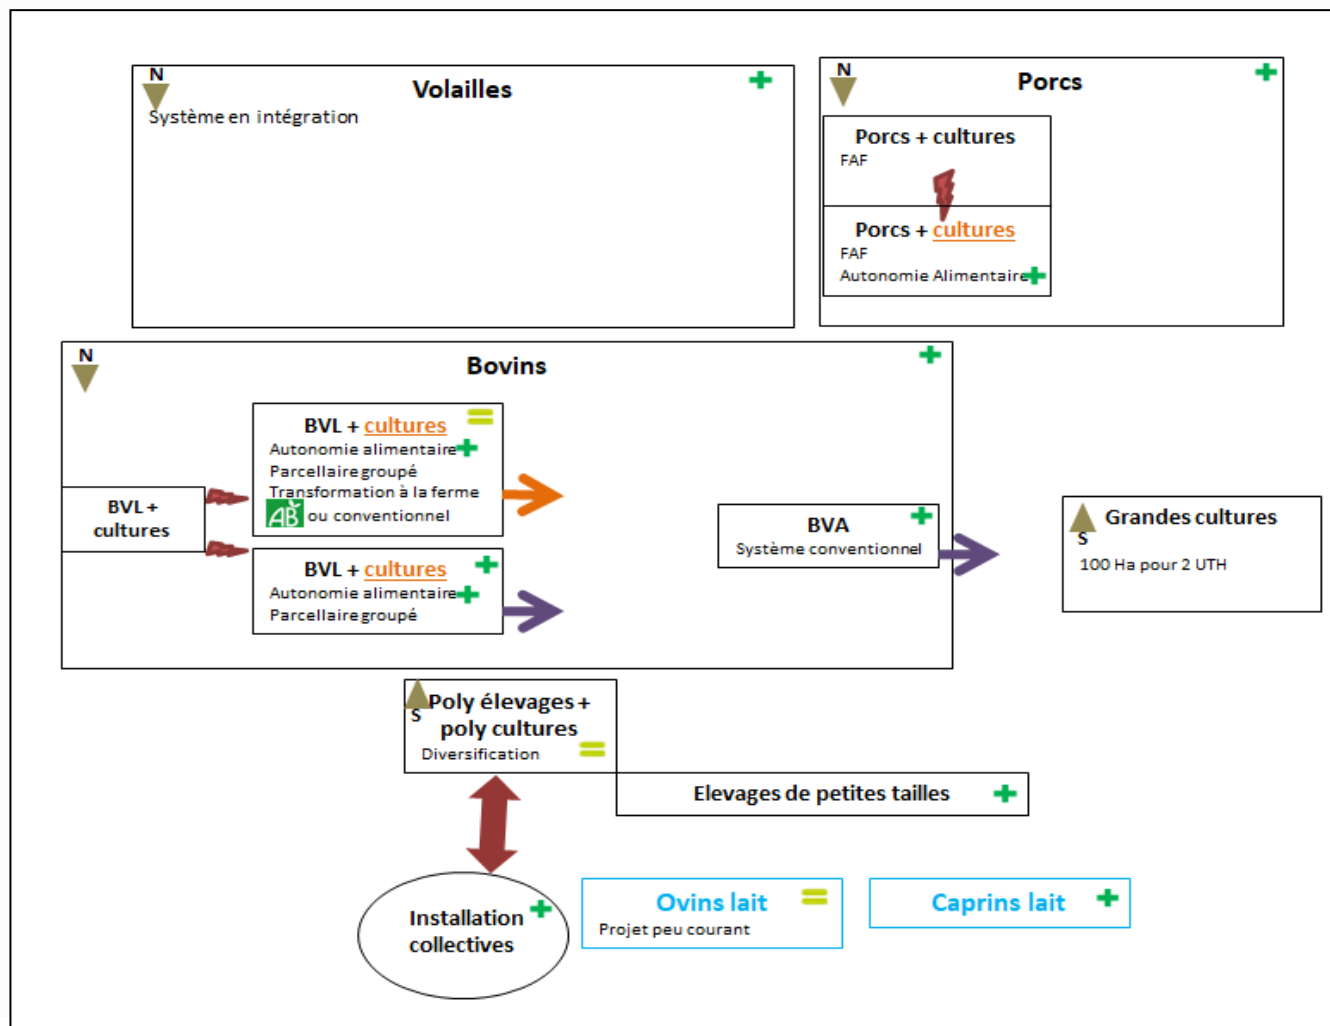 N
Volailles
Système en intégration
N
Porcs
Porcs + cultures
FAF
Porcs + cultures
FAF
Autonomie Alimentaire
N
Bovins
BVL +
cultures
BVL + cultures
Autonomie alimentaire
Parcellaire groupé
Transformation à la ferme
AB ou conventionnel
BVL + cultures
Autonomie alimentaire
Parcellaire groupé
BVA
Système conventionnel
Grandes cultures
S
100 Ha pour 2 UTH
Poly élevages +
S
poly cultures
Diversification
Elevages de petites tailles
Installation
collectives
Ovins lait
Projet peu courant
Caprins lait